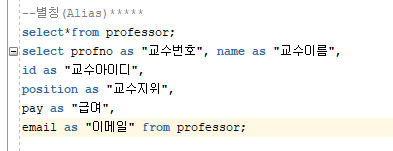 --별칭(Alias)*****
select*from professor;
select profno as "교수번호", name as "교수이름",
id as "교수아이디",
position as "교수지위",
pay as "급여",
email as "이메일" from professor;